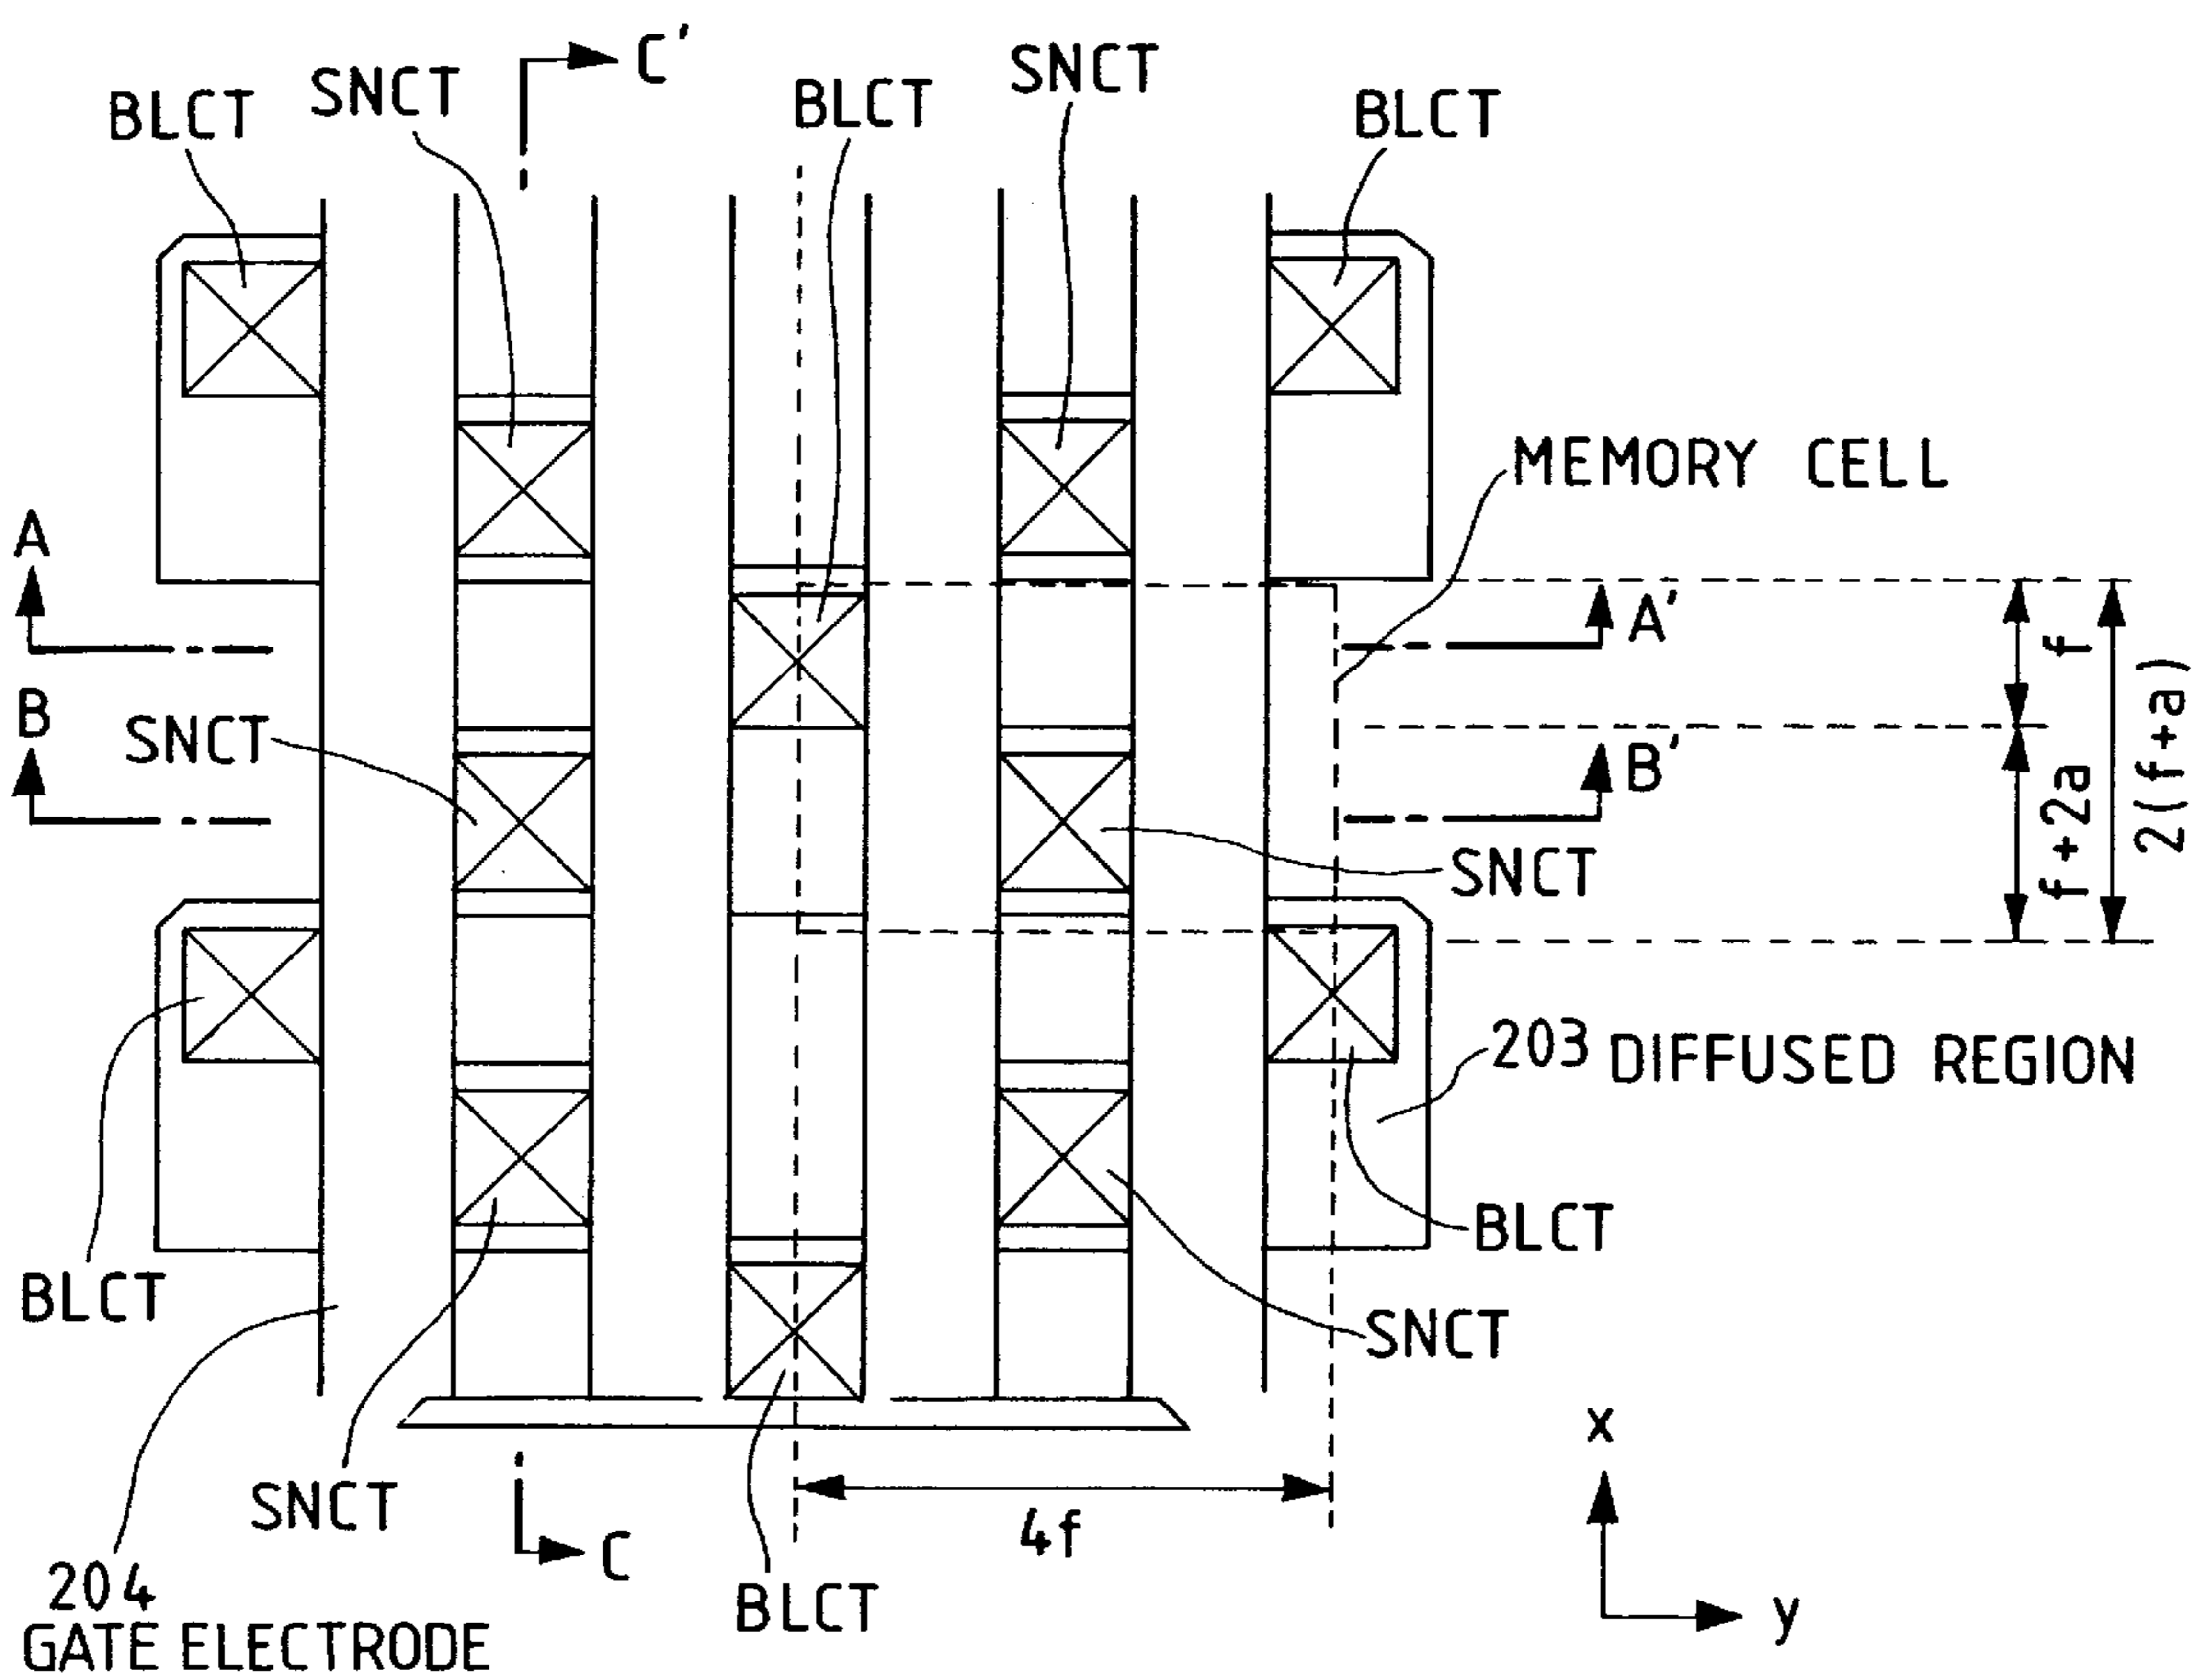 C'
SNCT
BLCT
SNCT
BLCT
BLCT
MEMORY CELL
A
A'
f
B
SNCT
B'
2(f+a)
f+2a
SNCT
203 DIFFUSED REGION
BLCT
BLCT
SNCT
x
SNCT
4f
C
204
GATE ELECTRODE
BLCT
y